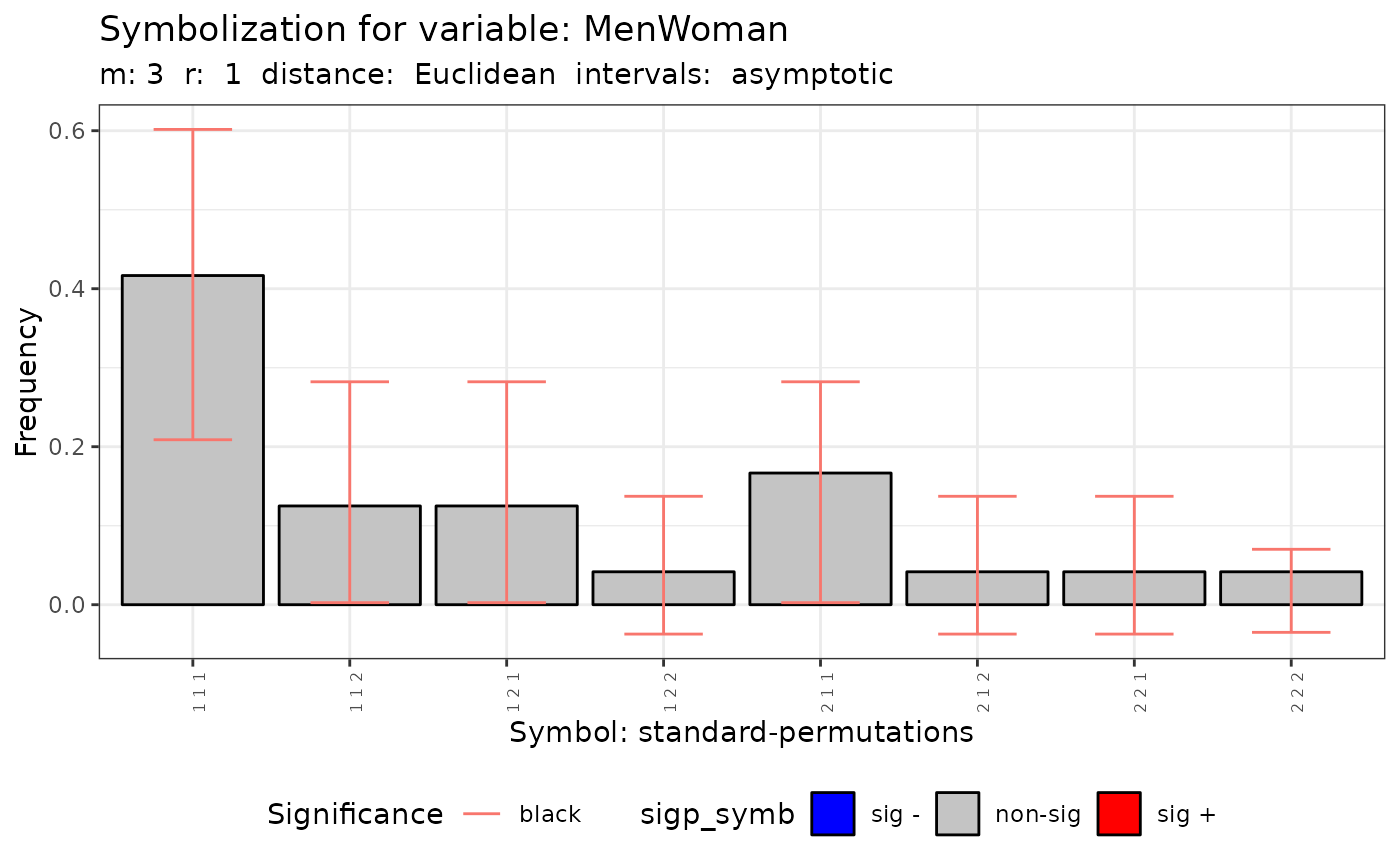 Symbolization for variable: MenWoman
m: 3 r: 1 distance: Euclidean intervals: asymptotic
Frequency
0.6
0.4
0.2
0.0
1 1 1
1 1 2
1 2 1
1 2 2
2 1 1
2 1 2
2 2 1
2 2 2
Symbol: standard-permutations
Significance black sigp_symb sig - non-sig sig +